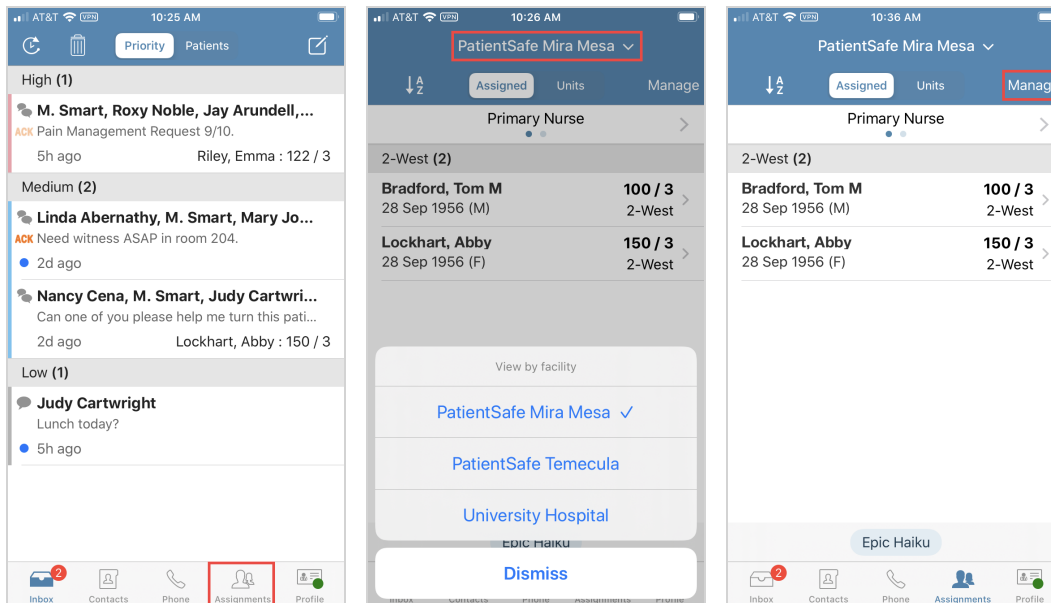 AT&T VPN 10:25 AM
Priority Patients
High (1)
M. Smart, Roxy Noble, Jay Arundell,...
ACK Pain Management Request 9/10.
5h ago Riley, Emma : 122 / 3
Medium (2)
Linda Abernathy, M. Smart, Mary Jo...
ACK Need witness ASAP in room 204.
2d ago
Nancy Cena, M. Smart, Judy Cartwri...
Can one of you please help me turn this pati...
2d ago Lockhart, Abby : 150 / 3
Low (1)
Judy Cartwright
Lunch today?
5h ago
2
Inbox Contacts Phone Assignments Profile
AT&T VPN 10:26 AM
PatientSafe Mira Mesa
A Z Assigned Units Manage
Primary Nurse
2-West (2)
Bradford, Tom M 100 / 3
28 Sep 1956 (M) 2-West
Lockhart, Abby 150 / 3
28 Sep 1956 (F) 2-West
View by facility
PatientSafe Mira Mesa ✓
PatientSafe Temecula
University Hospital
Epic Haiku
Dismiss
Inbox Contacts Phone Assignments Profile
AT&T VPN 10:36 AM
PatientSafe Mira Mesa
A Z Assigned Units Manag
Primary Nurse
2-West (2)
Bradford, Tom M 100 / 3
28 Sep 1956 (M) 2-West
Lockhart, Abby 150 / 3
28 Sep 1956 (F) 2-West
Epic Haiku
2
Inbox Contacts Phone Assignments Profile